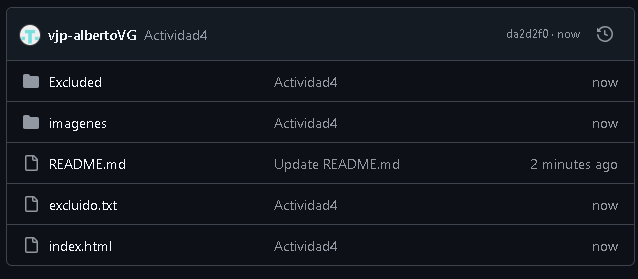 vjp-albertoVG Actividad4 da2d2f0 · now
Excluded Actividad4 now
imagenes Actividad4 now
README.md Update README.md 2 minutes ago
excluido.txt Actividad4 now
index.html Actividad4 now